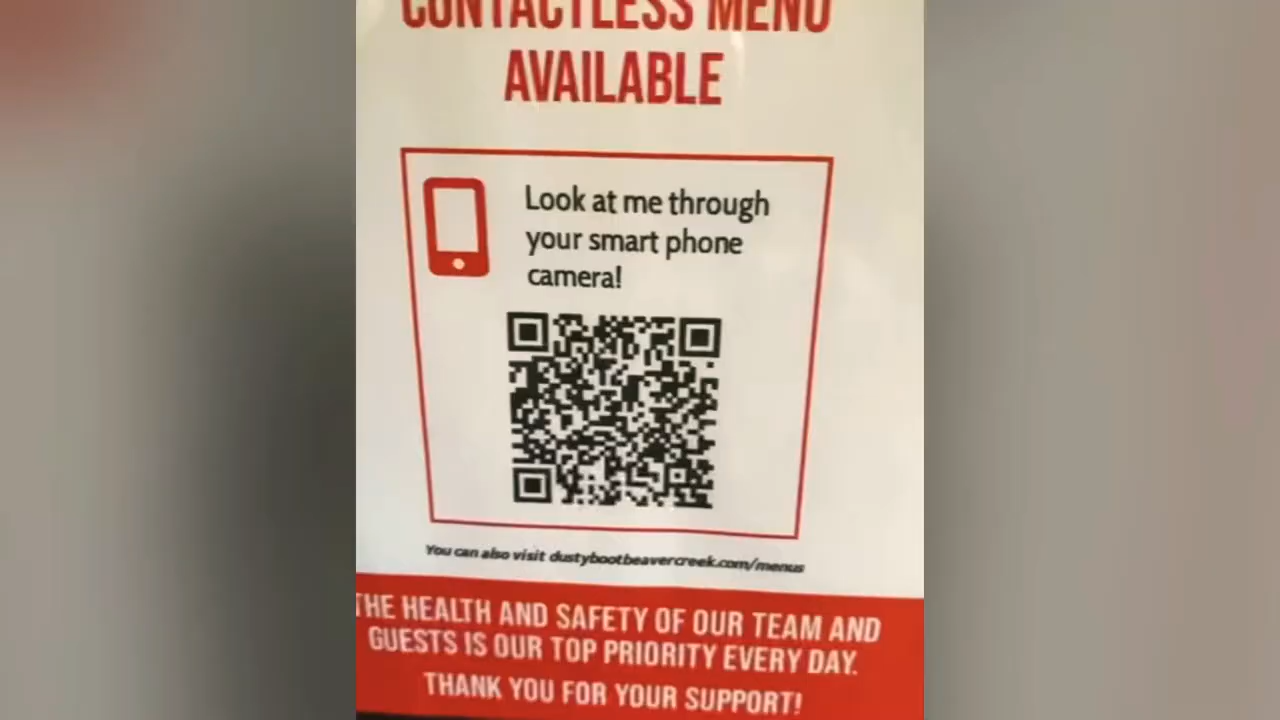 CONTACTLESS MENU
AVAILABLE
Look at me through
your smart phone
camera!
You can also visit dustybootbeavercreek.com/menus
THE HEALTH AND SAFETY OF OUR TEAM AND
GUESTS IS OUR TOP PRIORITY EVERY DAY.
THANK YOU FOR YOUR SUPPORT!